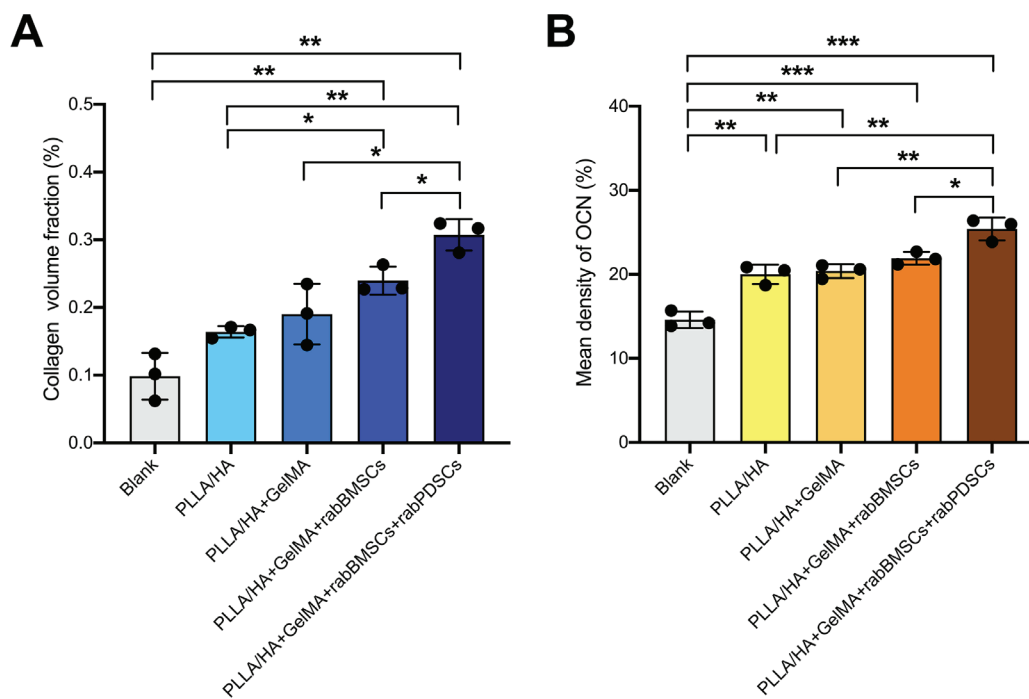 A
**
**
**
*
*
*
Collagen volume fraction (%)
0.5
0.4
0.3
0.2
0.1
0.0
Blank
PLLA/HA
PLLA/HA+GelMA
PLLA/HA+GelMA+rabBMSCs
PLLA/HA+GelMA+rabBMSCs+rabPDSCs
B
***
***
**
**
**
**
*
Mean density of OCN (%)
40
30
20
10
0
Blank
PLLA/HA
PLLA/HA+GelMA
PLLA/HA+GelMA+rabBMSCs
PLLA/HA+GelMA+rabBMSCs+rabPDSCs